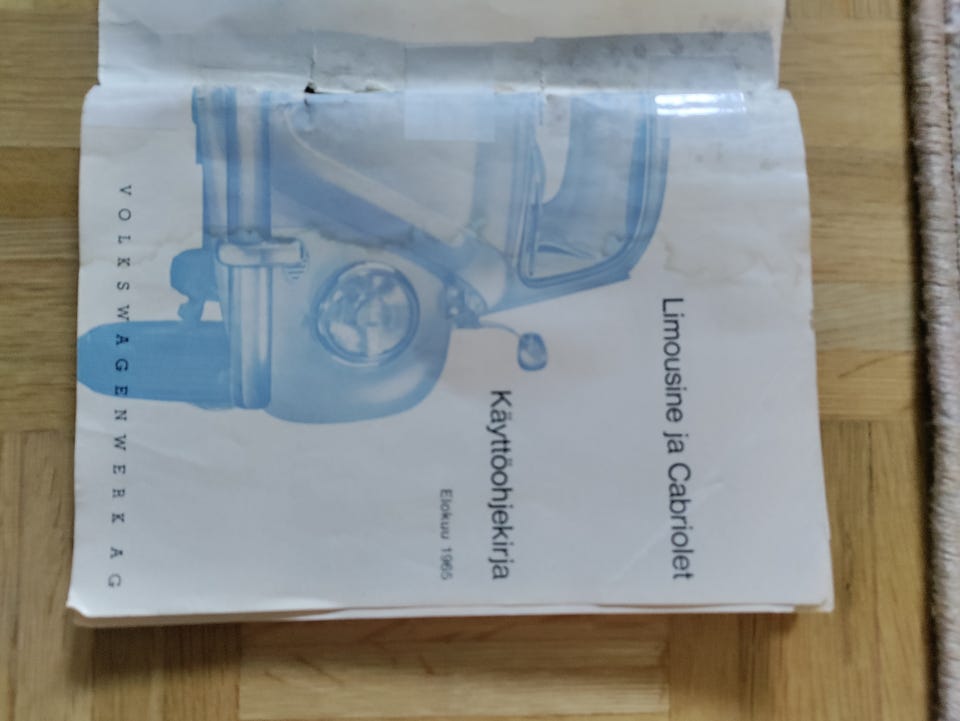 Limousine ja Cabriolet
Käyttöohjekirja
Elokuu 1965
VOLKSWAGENWERK AG